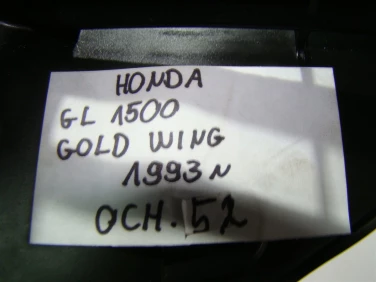 HONDA
GL 1500
GOLD WING
1993 N
OCH. 52